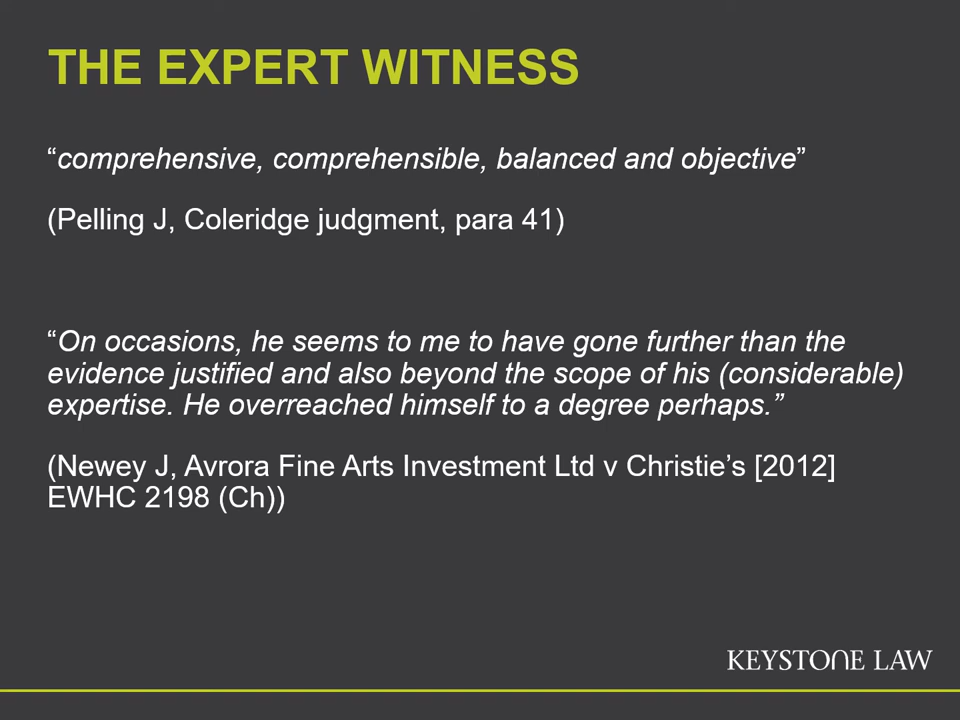 THE EXPERT WITNESS
“comprehensive, comprehensible, balanced and objective”
(Pelling J, Coleridge judgment, para 41)
“On occasions, he seems to me to have gone further than the
evidence justified and also beyond the scope of his (considerable)
expertise. He overreached himself to a degree perhaps.”
(Newey J, Avrora Fine Arts Investment Ltd v Christie’s [2012]
EWHC 2198 (Ch))
KEYSTONE LAW